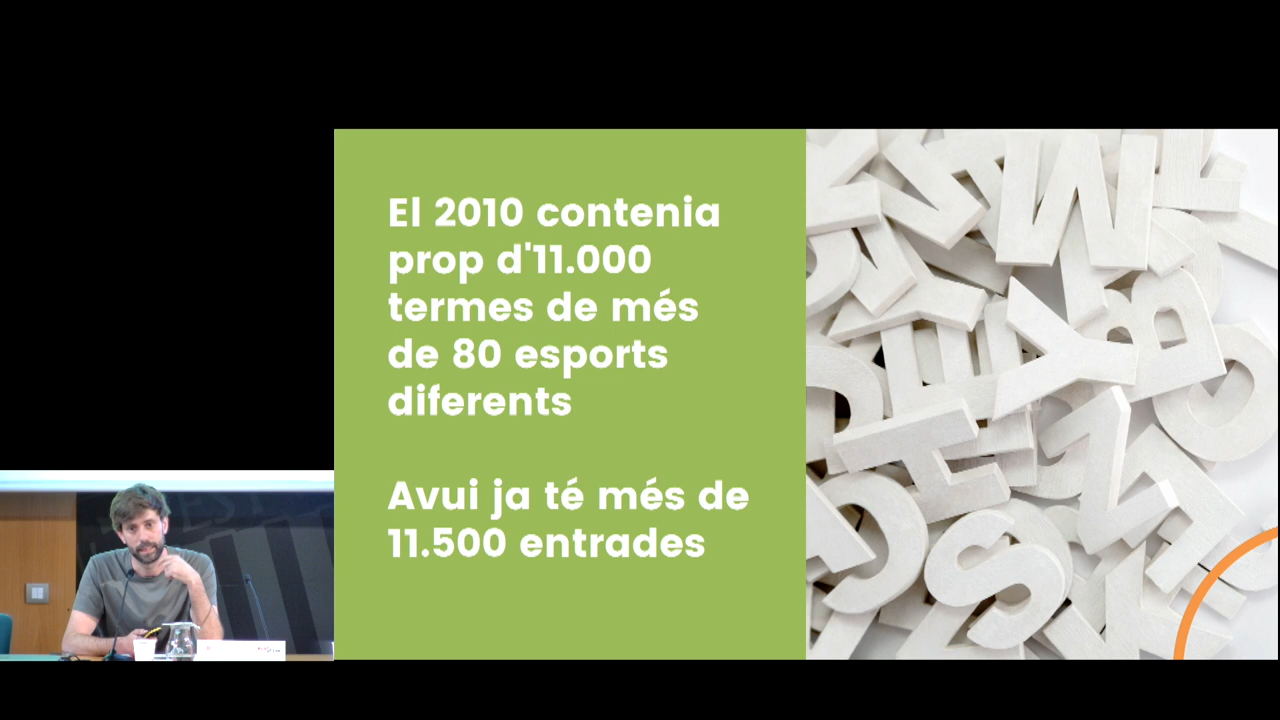 El 2010 contenia
prop d'11.000
termes de més
de 80 esports
diferents
Avui ja té més de
11.500 entrades